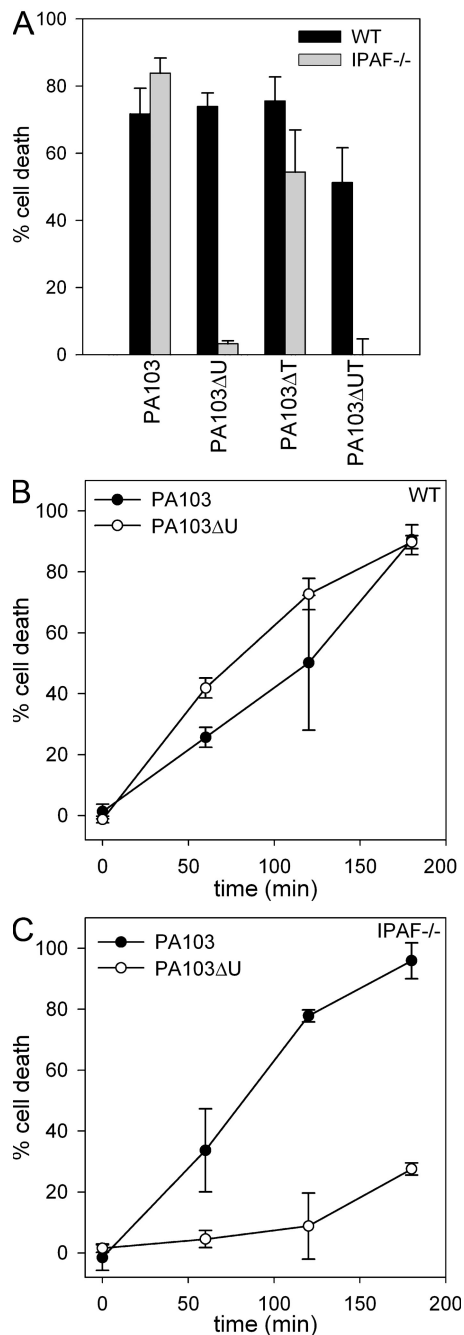 A
WT
IPAF-/-
100
80
60
40
20
0
% cell death
PA103
PA103ΔU
PA103ΔT
PA103ΔUT
B
PA103
PA103ΔU
WT
100
80
60
40
20
0
% cell death
0 50 100 150 200
time (min)
C
PA103
PA103ΔU
IPAF-/-
100
80
60
40
20
0
% cell death
0 50 100 150 200
time (min)